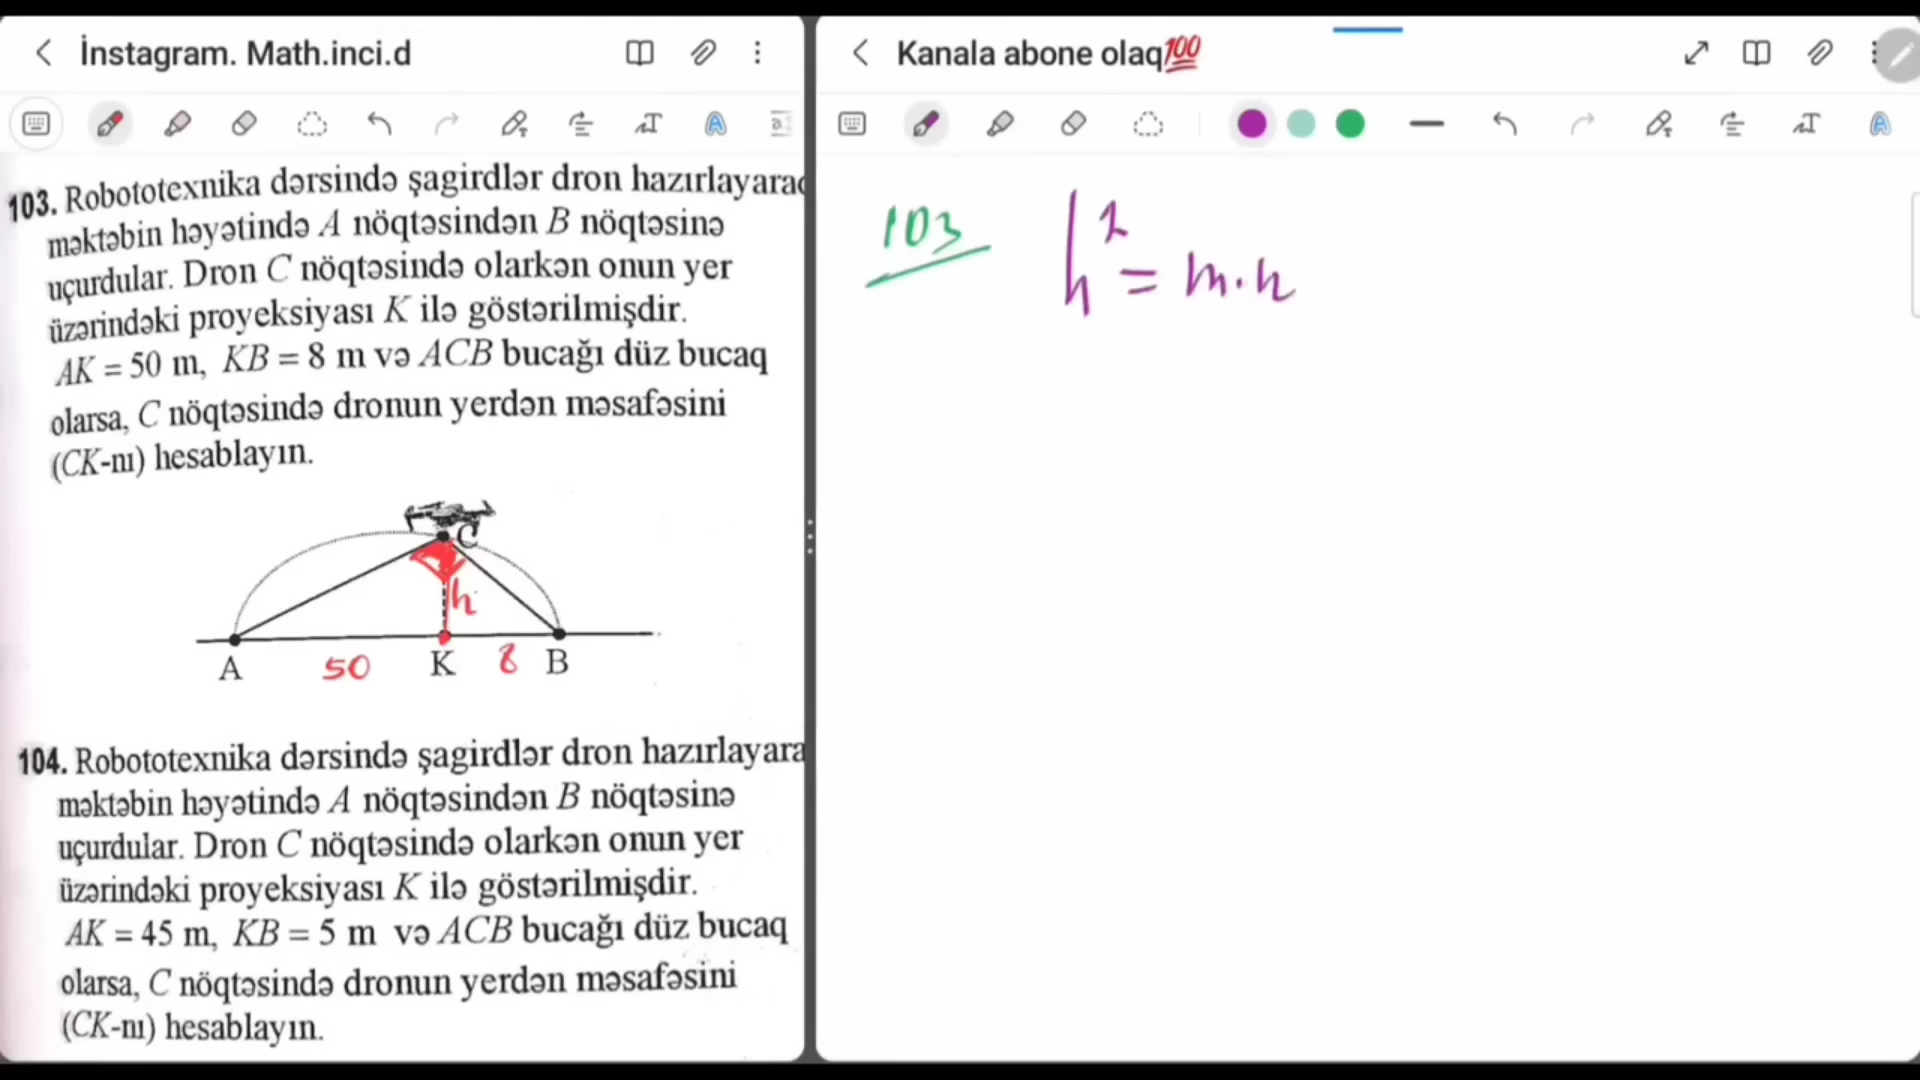 İnstagram. Math.inci.d
103. Robototexnika dərsində şagirdlər dron hazırlayarac
məktəbin həyətində A nöqtəsindən B nöqtəsinə
uçurdular. Dron C nöqtəsində olarkən onun yer
üzərindəki proyeksiyası K ilə göstərilmişdir.
AK = 50 m, KB = 8 m və ACB bucağı düz bucaq
olarsa, C nöqtəsində dronun yerdən məsafəsini
(CK-nı) hesablayın.
C
h
A 50 K 8 B
104. Robototexnika dərsində şagirdlər dron hazırlayara
məktəbin həyətində A nöqtəsindən B nöqtəsinə
uçurdular. Dron C nöqtəsində olarkən onun yer
üzərindəki proyeksiyası K ilə göstərilmişdir.
AK = 45 m, KB = 5 m və ACB bucağı düz bucaq
olarsa, C nöqtəsində dronun yerdən məsafəsini
(CK-nı) hesablayın.
Kanala abone olaq💯
103 h² = m·n